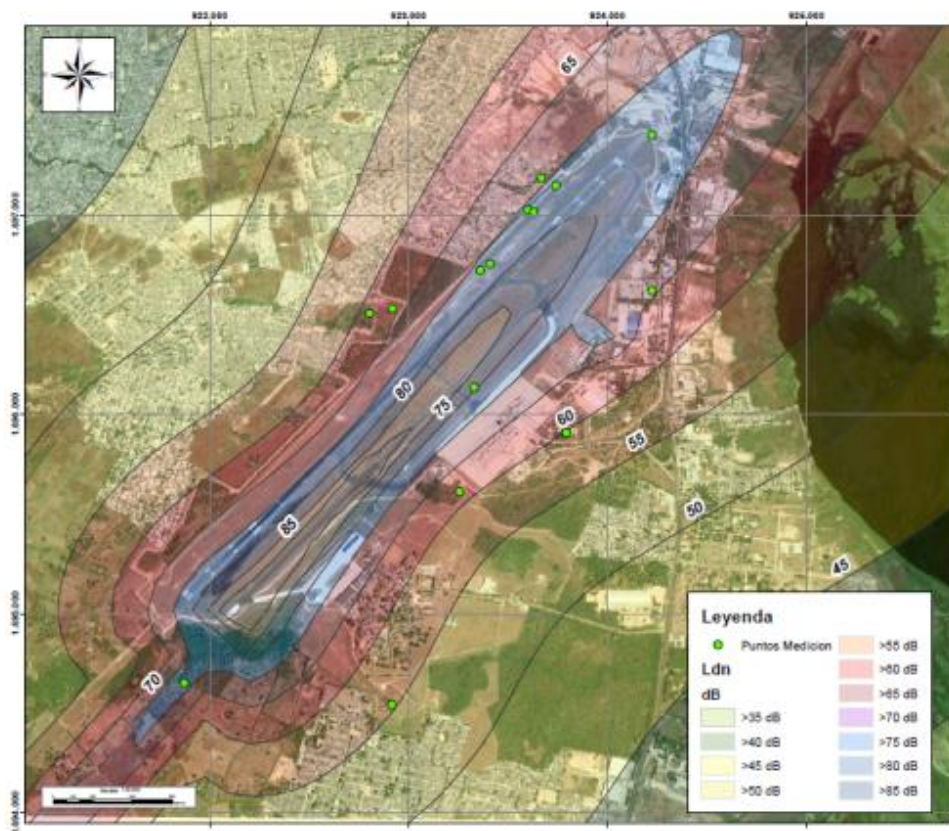 922.000 923.000 924.000 925.000
65
1.697.000
80
75
1.696.000
60
55
50
85
45
1.695.000
70
1.694.000
Leyenda
Puntos Medicion
Ldn
dB
>35 dB
>40 dB
>45 dB
>50 dB
>55 dB
>60 dB
>65 dB
>70 dB
>75 dB
>80 dB
>85 dB